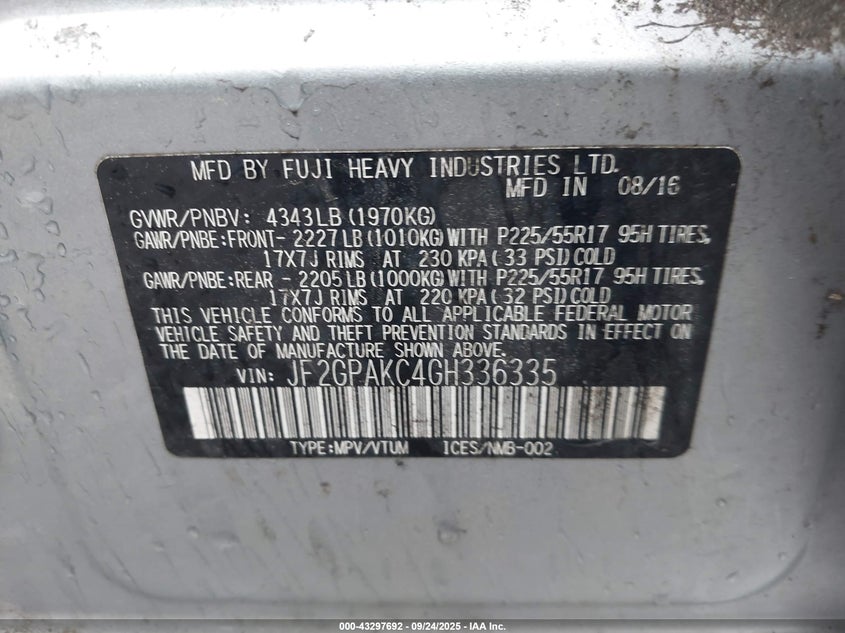 MFD BY FUJI HEAVY INDUSTRIES LTD.
MFD IN 08/16
GVWR/PNBV: 4343LB(1970KG)
GAWR/PNBE:FRONT- 2227LB(1010KG)WITH P225/55R17 95H TIRES,
17X7J RIMS AT 230 KPA(33 PSI)COLD
GAWR/PNBE:REAR - 2205LB(1000KG)WITH P225/55R17 95H TIRES,
17X7J RIMS AT 220 KPA(32 PSI)COLD
THIS VEHICLE CONFORMS TO ALL APPLICABLE FEDERAL MOTOR
VEHICLE SAFETY AND THEFT PREVENTION STANDARDS IN EFFECT ON
THE DATE OF MANUFACTURE SHOWN ABOVE.
VIN: JF2GPAKC4GH336335
TYPE:MPV/VTUM ICES/NMB-002
000-43297692 - 09/24/2025 - IAA Inc.